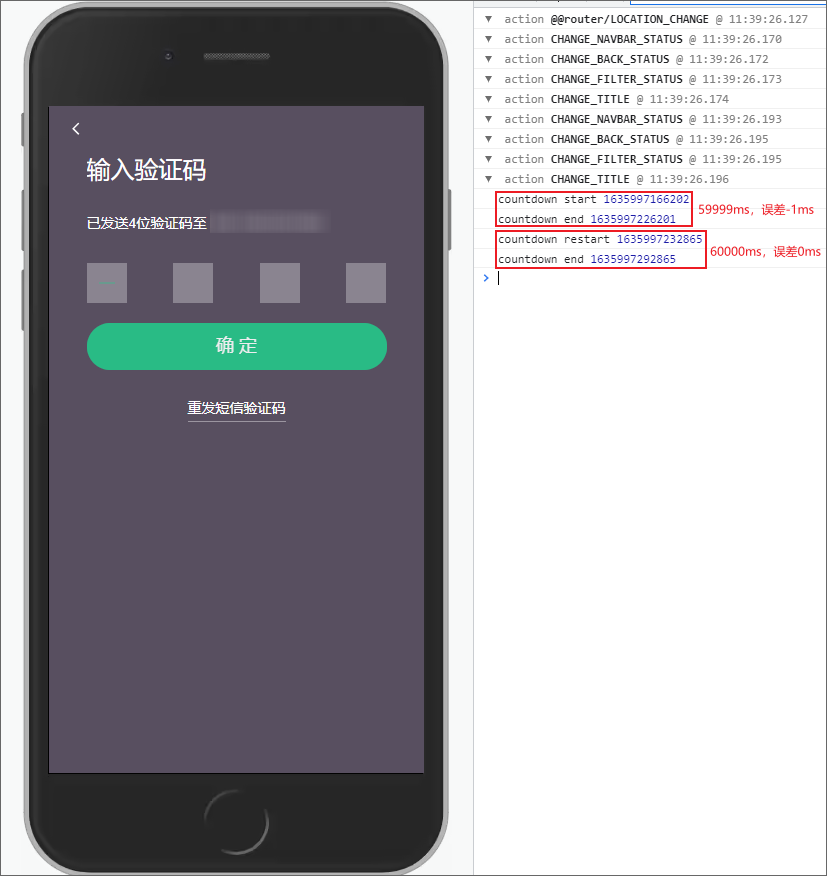 输入验证码
已发送4位验证码至
确 定
重发短信验证码
▼ action @@router/LOCATION_CHANGE @ 11:39:26.127
▼ action CHANGE_NAVBAR_STATUS @ 11:39:26.170
▼ action CHANGE_BACK_STATUS @ 11:39:26.172
▼ action CHANGE_FILTER_STATUS @ 11:39:26.173
▼ action CHANGE_TITLE @ 11:39:26.174
▼ action CHANGE_NAVBAR_STATUS @ 11:39:26.193
▼ action CHANGE_BACK_STATUS @ 11:39:26.195
▼ action CHANGE_FILTER_STATUS @ 11:39:26.195
▼ action CHANGE_TITLE @ 11:39:26.196
countdown start 1635997166202
59999ms，误差-1ms
countdown end 1635997226201
countdown restart 1635997232865
60000ms，误差0ms
countdown end 1635997292865
>